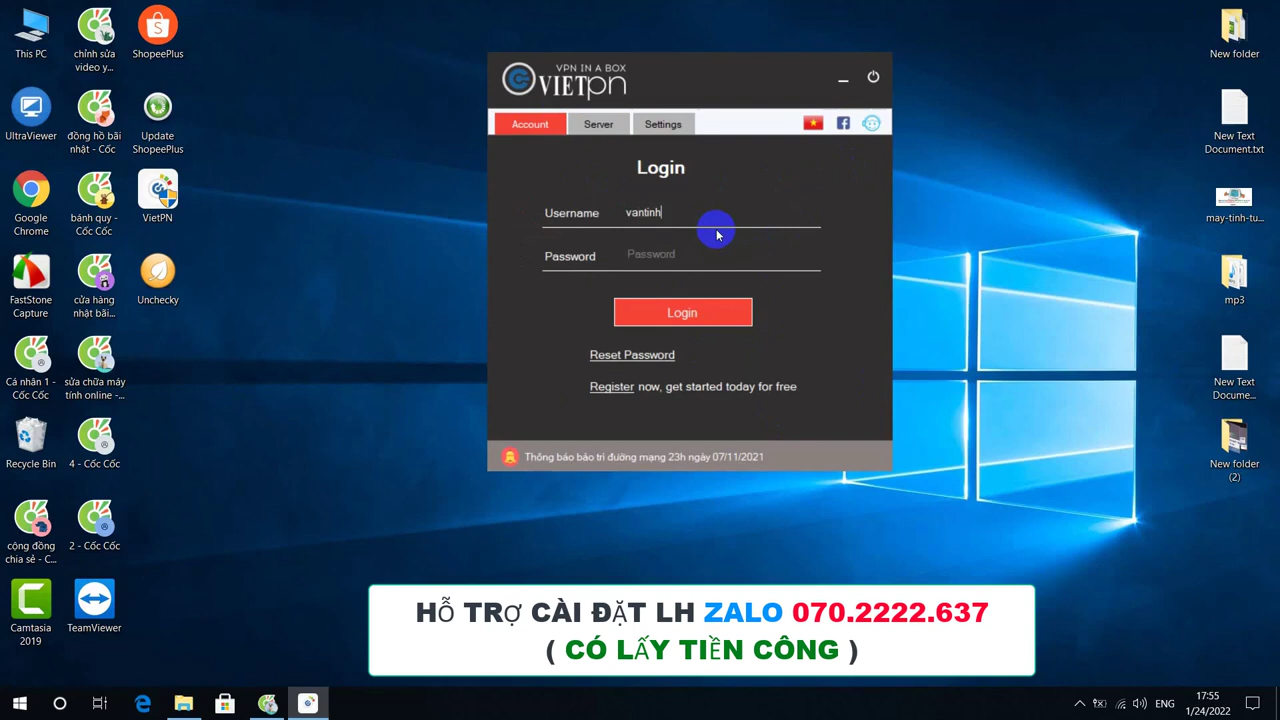 This PC
chỉnh sửa
video y...
ShopeePlus
UltraViewer
đồng hồ bãi
nhật - Cốc
Update
ShopeePlus
Google
Chrome
bánh quy -
Cốc Cốc
VietPN
FastStone
Capture
cửa hàng
nhật bãi...
Unchecky
Cá nhân 1 -
Cốc Cốc
sửa chữa máy
tính online -...
Recycle Bin
4 - Cốc Cốc
cộng đồng
chia sẻ - C...
2 - Cốc Cốc
Camtasia
2019
TeamViewer
VPN IN A BOX
VIETpn
Account
Server
Settings
Login
Username
vantinh
Password
Password
Login
Reset Password
Register now, get started today for free
Thông báo bảo trì đường mạng 23h ngày 07/11/2021
New folder
New Text
Document.txt
may-tinh-tu...
mp3
New Text
Docume...
New folder
(2)
HỖ TRỢ CÀI ĐẶT LH ZALO 070.2222.637
( CÓ LẤY TIỀN CÔNG )
ENG
17:55
1/24/2022